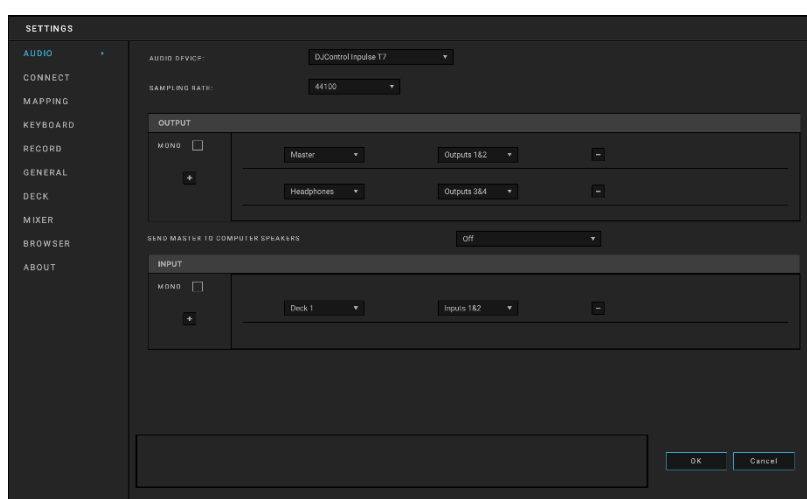 SETTINGS
AUDIO
CONNECT
MAPPING
KEYBOARD
RECORD
GENERAL
DECK
MIXER
BROWSER
ABOUT
AUDIO DEVICE: DJControl Inpulse T7
SAMPLING RATE: 44100
OUTPUT
MONO
+
Master Outputs 1&2 -
Headphones Outputs 3&4 -
SEND MASTER TO COMPUTER SPEAKERS Off
INPUT
MONO
+
Deck 1 Inputs 1&2 -
OK Cancel